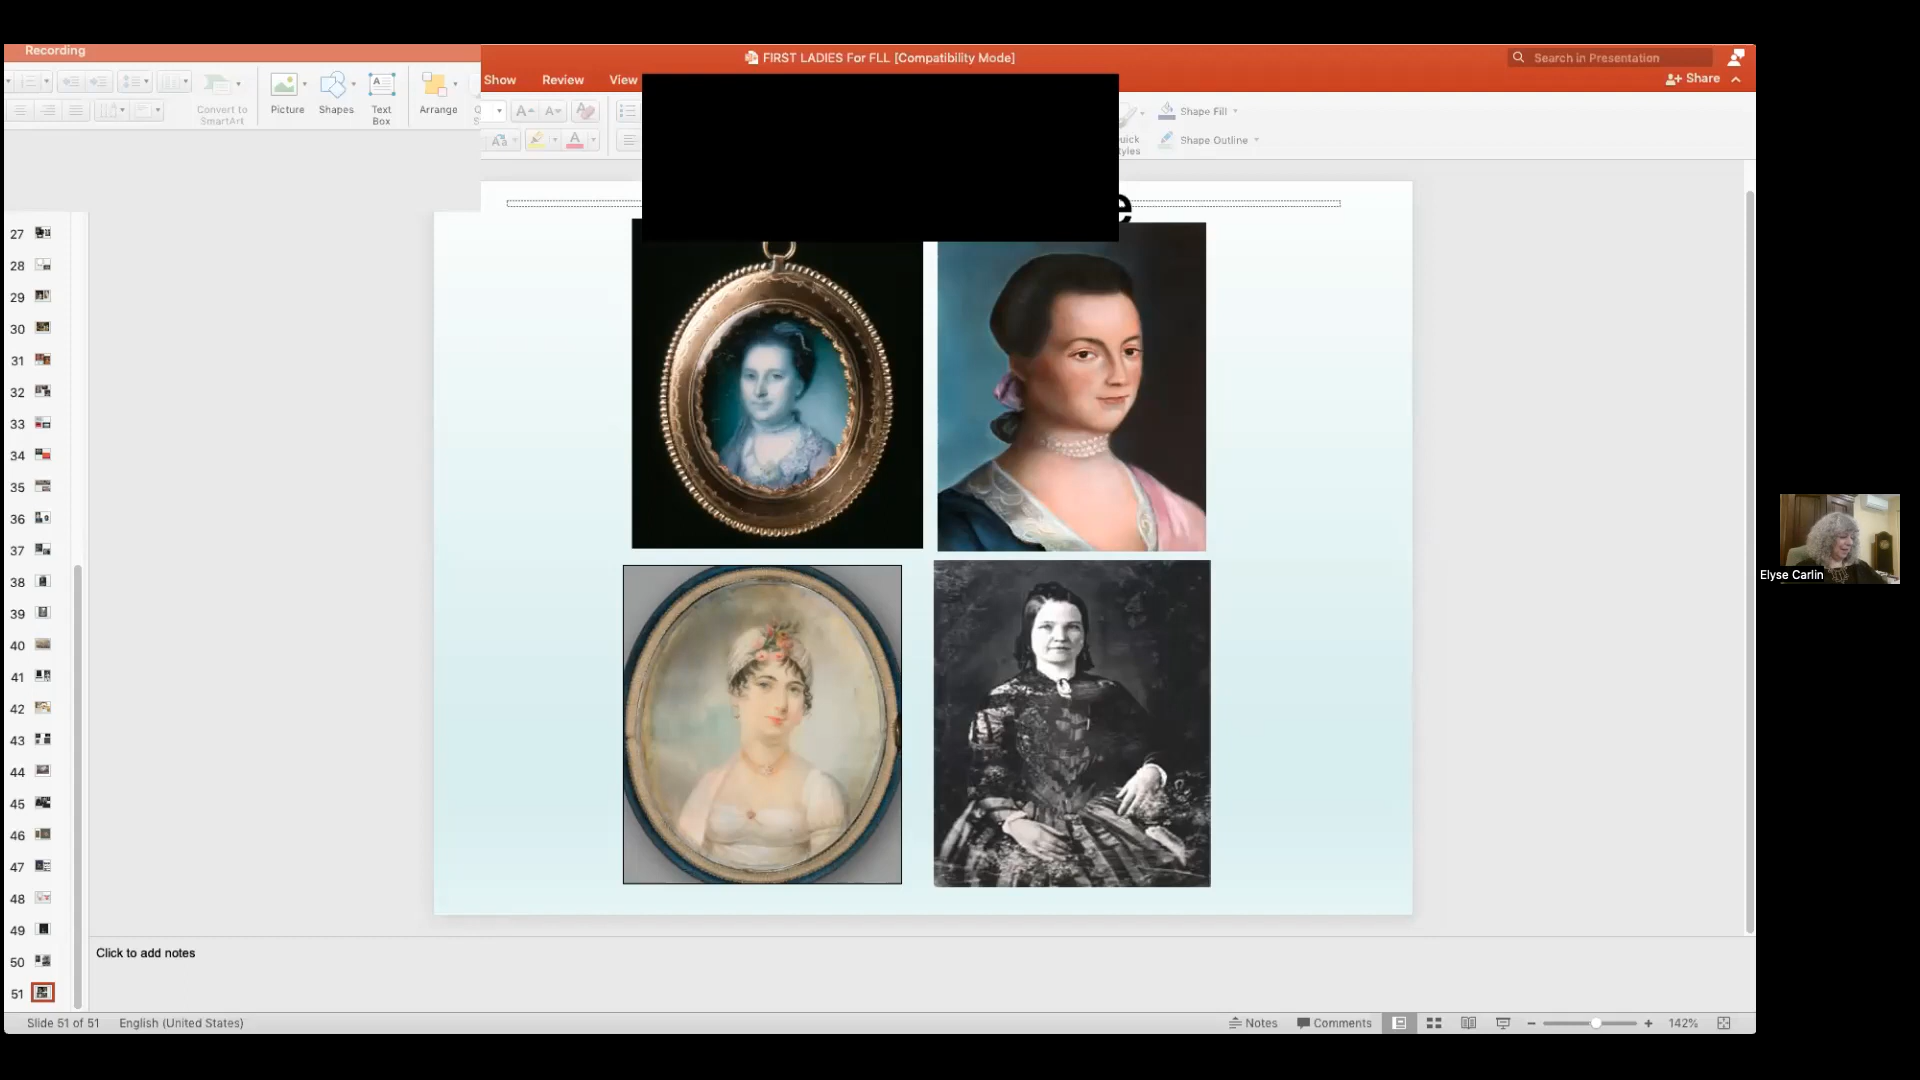 Recording
FIRST LADIES For FLL [Compatibility Mode]
Search in Presentation
Show
Review
View
Share
Convert to
SmartArt
Picture
Shapes
Text
Box
Arrange
Shape Fill
Shape Outline
e
27
28
29
30
31
32
33
34
35
36
37
38
39
40
41
42
43
44
45
46
47
48
49
50
51
Elyse Carlin
Click to add notes
Slide 51 of 51
English (United States)
Notes
Comments
142%